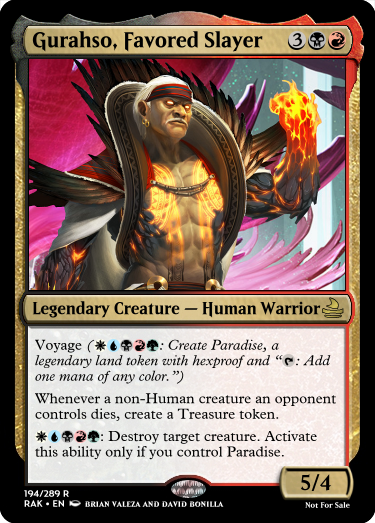 Gurahso, Favored Slayer 3
Legendary Creature — Human Warrior
Voyage (: Create Paradise, a
legendary land token with hexproof and “: Add
one mana of any color.”)
Whenever a non-Human creature an opponent
controls dies, create a Treasure token.
: Destroy target creature. Activate
this ability only if you control Paradise.
5/4
194/289 R
RAK • EN BRIAN VALEZA AND DAVID BONILLA
Not For Sale